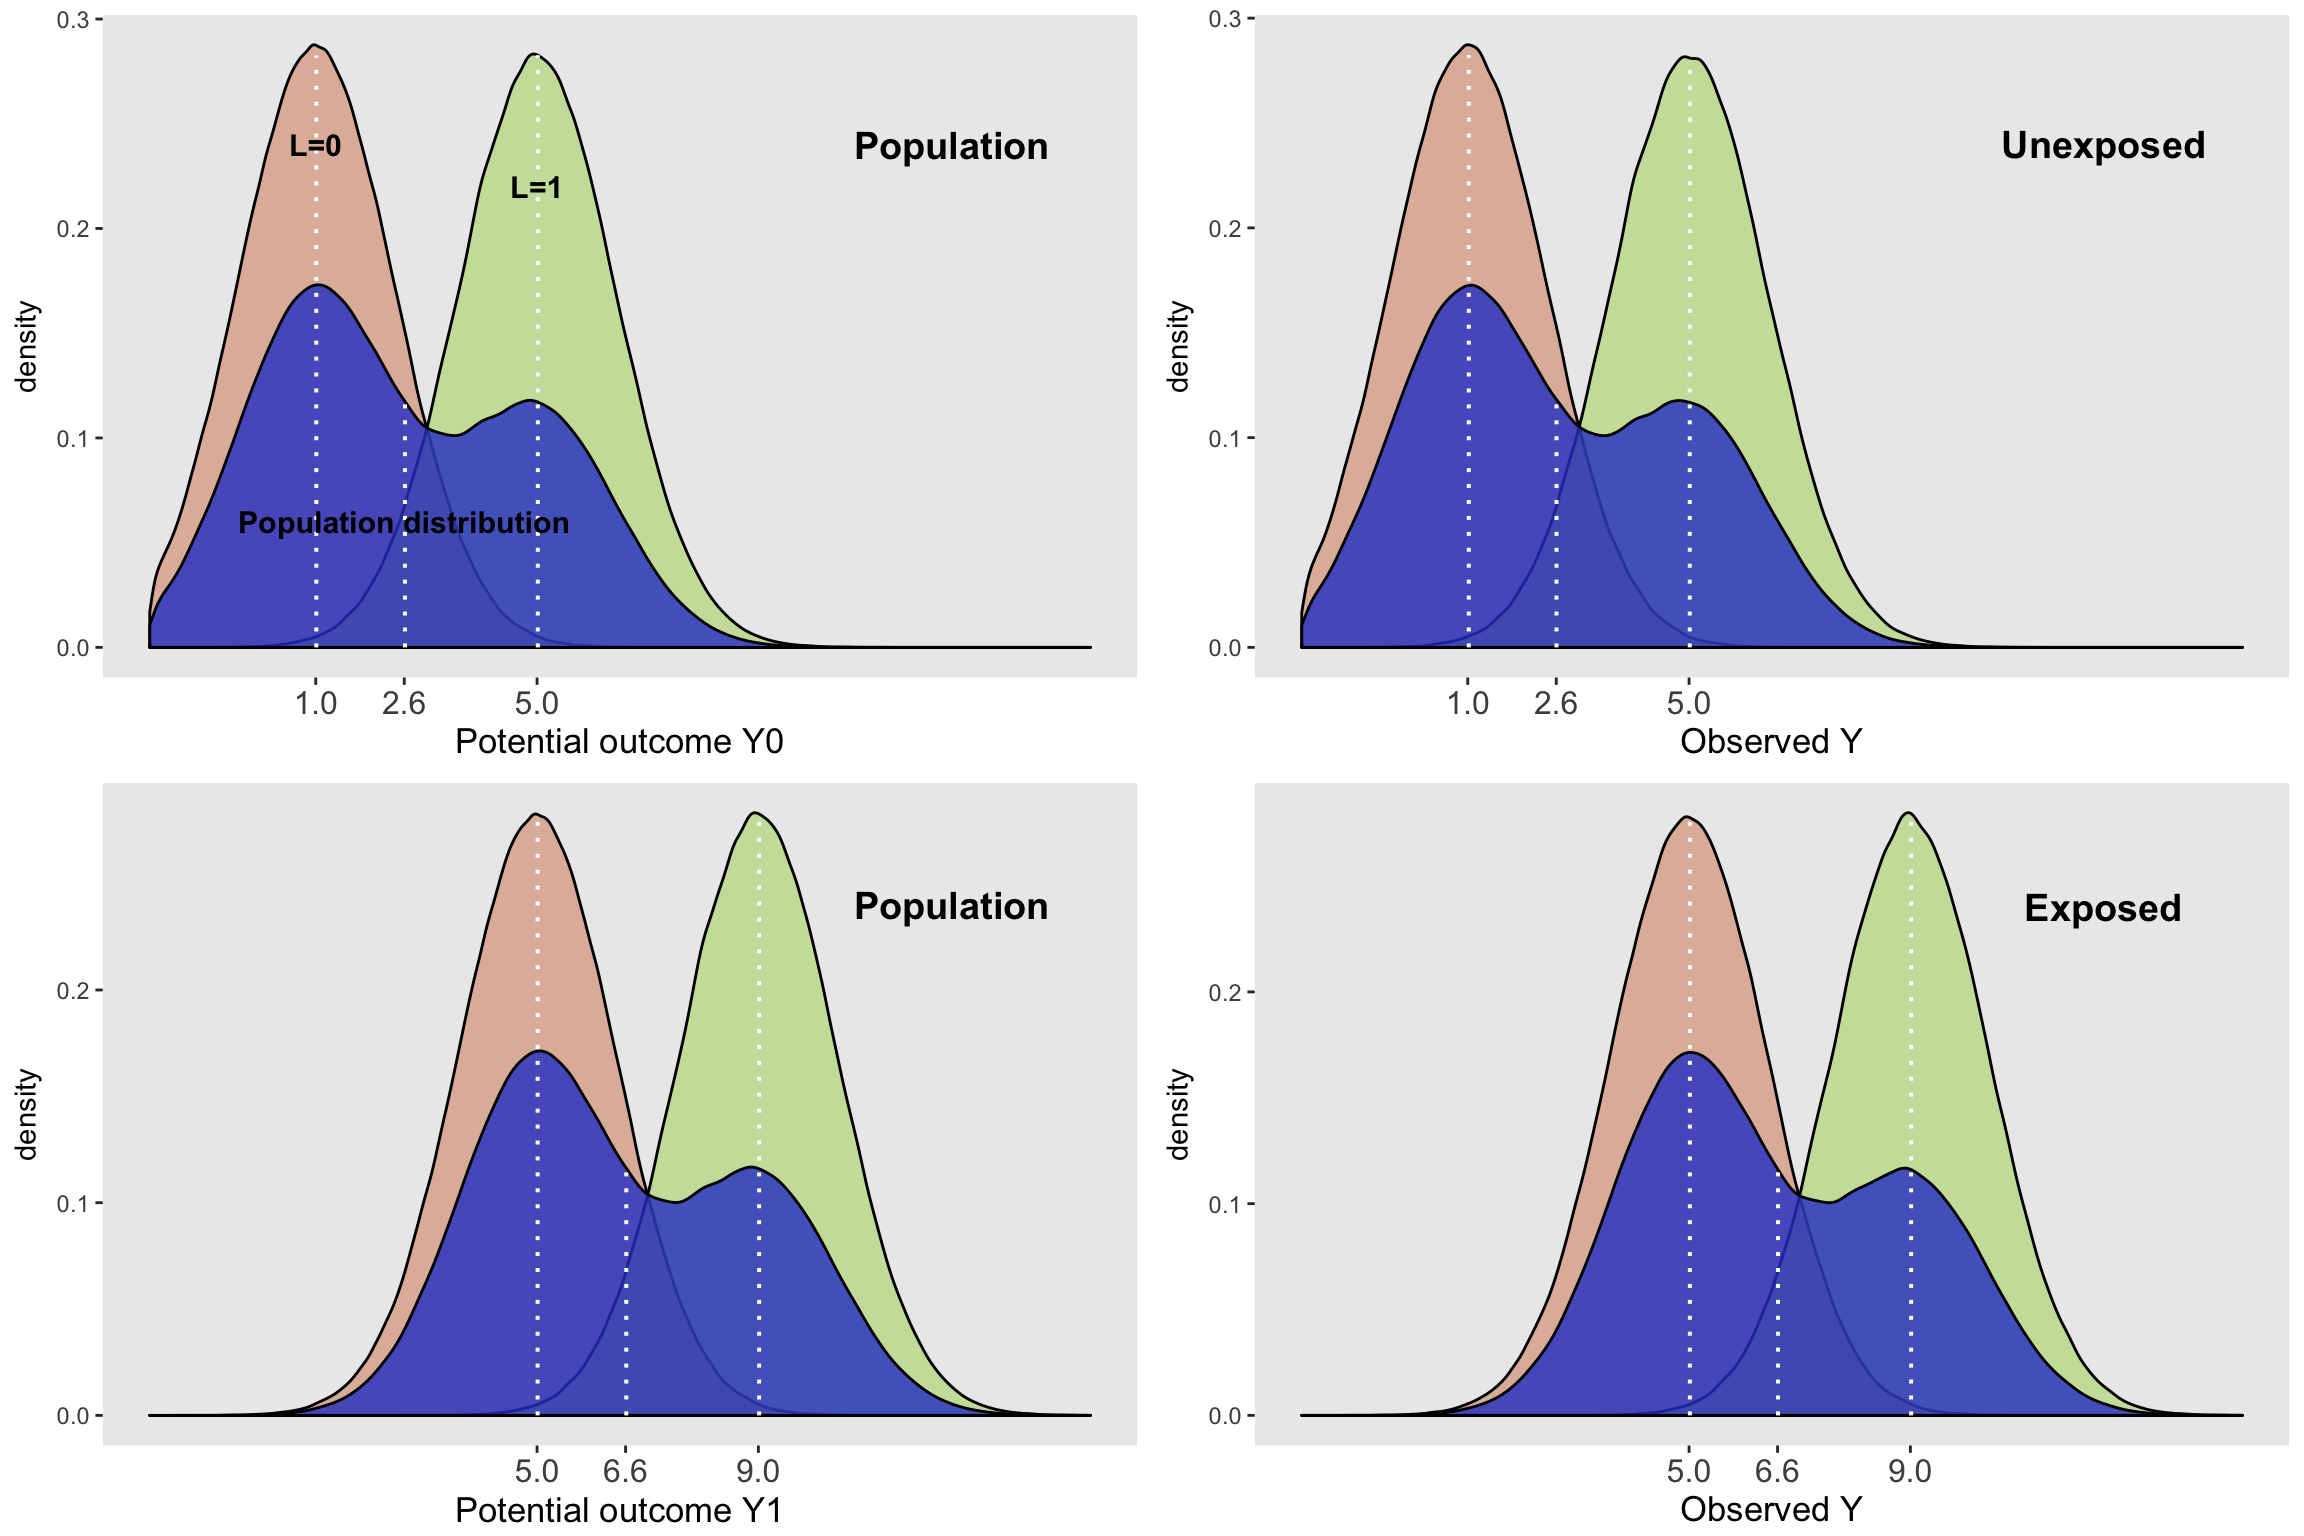 0.3
0.2
0.1
0.0
density
L=0
L=1
Population
Population distribution
1.0 2.6 5.0
Potential outcome Y0
0.3
0.2
0.1
0.0
density
Unexposed
1.0 2.6 5.0
Observed Y
0.2
0.1
0.0
density
Population
5.0 6.6 9.0
Potential outcome Y1
0.2
0.1
0.0
density
Exposed
5.0 6.6 9.0
Observed Y